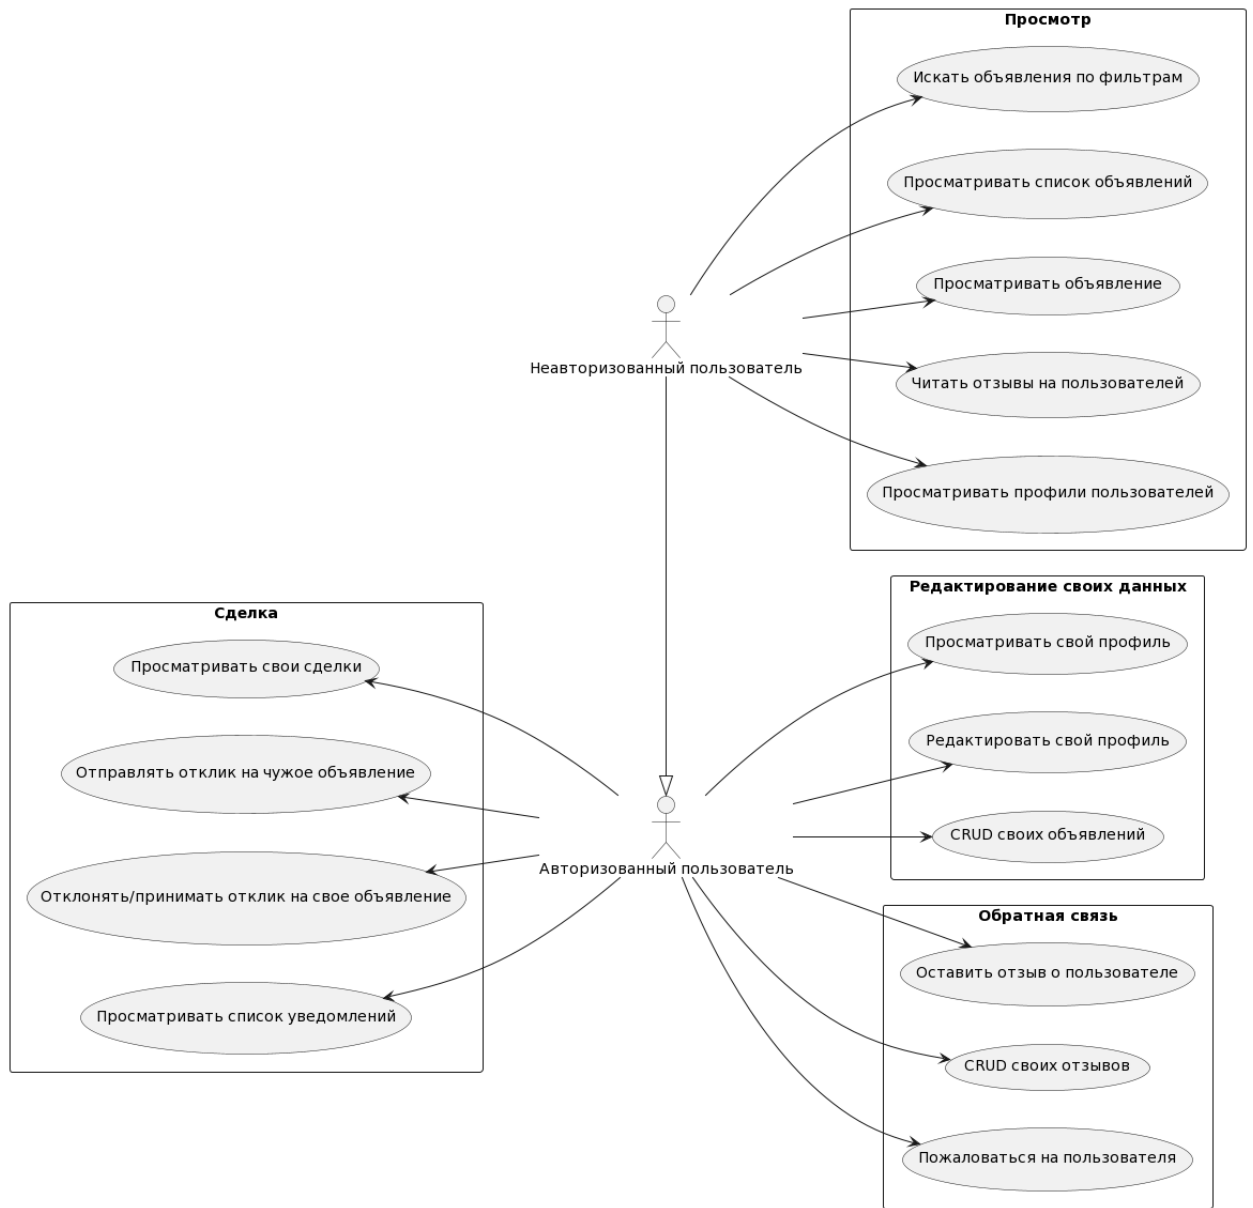 Просмотр
Искать объявления по фильтрам
Просматривать список объявлений
Просматривать объявление
Неавторизованный пользователь
Читать отзывы на пользователей
Просматривать профили пользователей
Редактирование своих данных
Сделка
Просматривать свой профиль
Просматривать свои сделки
Редактировать свой профиль
Отправлять отклик на чужое объявление
CRUD своих объявлений
Авторизованный пользователь
Отклонять/принимать отклик на свое объявление
Обратная связь
Оставить отзыв о пользователе
Просматривать список уведомлений
CRUD своих отзывов
Пожаловаться на пользователя